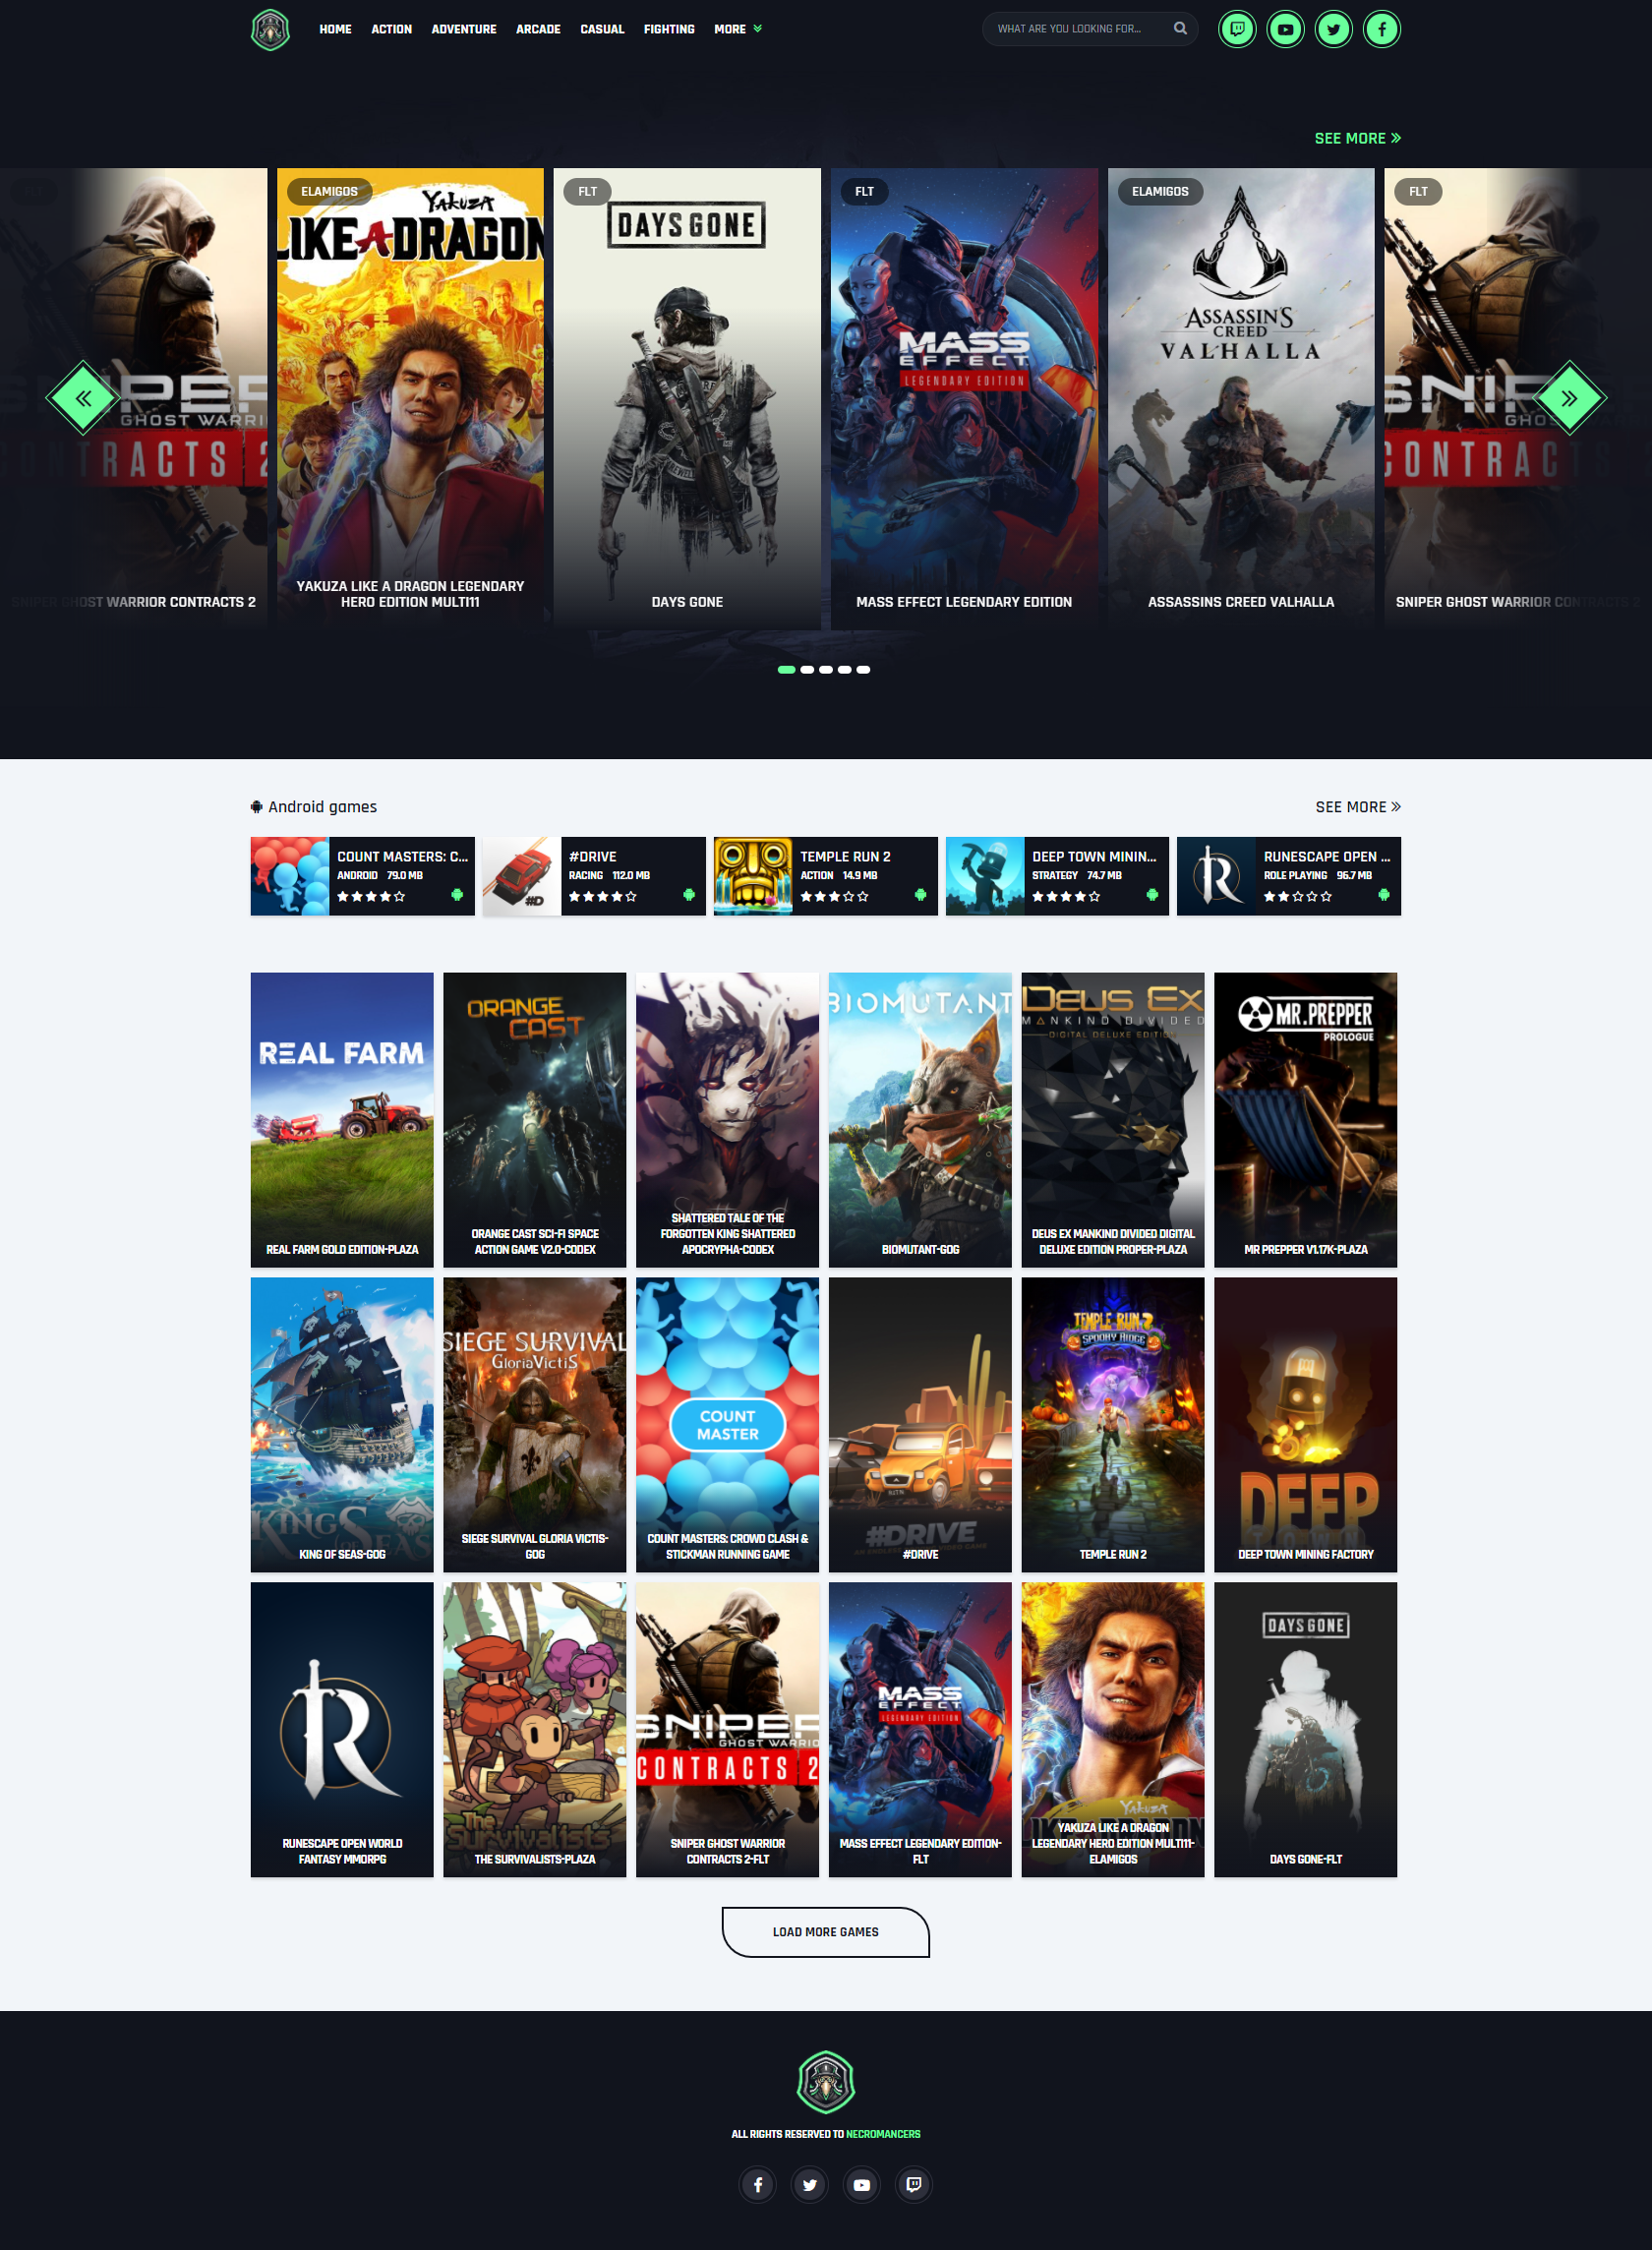 HOME ACTION ADVENTURE ARCADE CASUAL FIGHTING MORE
WHAT ARE YOU LOOKING FOR...
SEE MORE
SNIPER
GHOST WARRI
CONTRACTS 2
SNIPER GHOST WARRIOR CONTRACTS 2
ELAMIGOS
YAKUZA
LIKE A DRAGON
YAKUZA LIKE A DRAGON LEGENDARY
HERO EDITION MULTI11
FLT
DAYS GONE
DAYS GONE
FLT
MASS
EFFECT
LEGENDARY EDITION
MASS EFFECT LEGENDARY EDITION
ELAMIGOS
ASSASSIN'S
CREED
VALHALLA
ASSASSINS CREED VALHALLA
FLT
SNIP
GHOS
CONTRACTS
SNIPER GHOST WARRIOR CONTRACTS 2
Android games
SEE MORE
COUNT MASTERS: C...
ANDROID 79.0 MB
#D
#DRIVE
RACING 112.0 MB
TEMPLE RUN 2
ACTION 14.9 MB
DEEP TOWN MININ...
STRATEGY 74.7 MB
RUNESCAPE OPEN ...
ROLE PLAYING 96.7 MB
REAL FARM
REAL FARM GOLD EDITION-PLAZA
ORANGE
CAST
ORANGE CAST SCI-FI SPACE
ACTION GAME V2.0-CODEX
SHATTERED TALE OF THE
FORGOTTEN KING SHATTERED
APOCRYPHA-CODEX
BIOMUTANT
BIOMUTANT-GOG
DEUS EX
MANKIND DIVIDED
DIGITAL DELUXE EDITION
DEUS EX MANKIND DIVIDED DIGITAL
DELUXE EDITION PROPER-PLAZA
MR.PREPPER
PROLOGUE
MR PREPPER V1.17K-PLAZA
KING OF SEAS
KING OF SEAS-GOG
SIEGE SURVIVAL
GloriaVictiS
SIEGE SURVIVAL GLORIA VICTIS-
GOG
COUNT
MASTER
COUNT MASTERS: CROWD CLASH &
STICKMAN RUNNING GAME
#DRIVE
#DRIVE
TEMPLE RUN 2
SPOOKY RIDGE
TEMPLE RUN 2
DEEP
TOWN
DEEP TOWN MINING FACTORY
RUNESCAPE OPEN WORLD
FANTASY MMORPG
The
Survivalists
THE SURVIVALISTS-PLAZA
SNIPER
GHOST WARRIO
CONTRACTS 2
SNIPER GHOST WARRIOR
CONTRACTS 2-FLT
MASS
EFFECT
LEGENDARY EDITION
MASS EFFECT LEGENDARY EDITION-
FLT
YAKUZA
LIKE A DRAGON
YAKUZA LIKE A DRAGON
LEGENDARY HERO EDITION MULTI11-
ELAMIGOS
DAYS GONE
DAYS GONE-FLT
LOAD MORE GAMES
ALL RIGHTS RESERVED TO NECROMANCERS